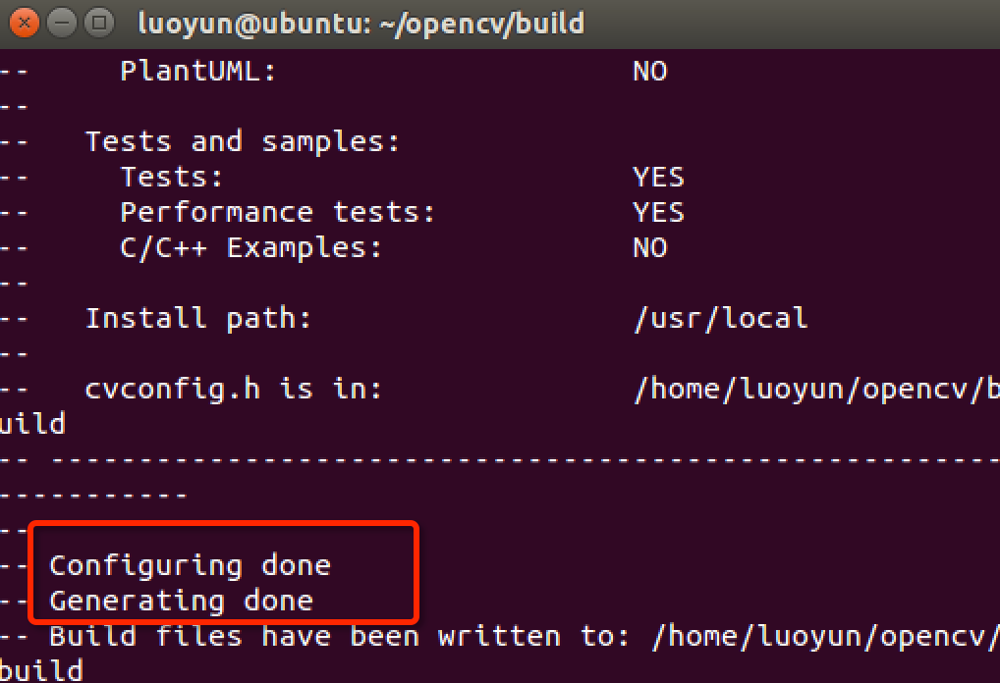 luoyun@ubuntu: ~/opencv/build
-- PlantUML: NO
--
-- Tests and samples:
-- Tests: YES
-- Performance tests: YES
-- C/C++ Examples: NO
--
-- Install path: /usr/local
--
-- cvconfig.h is in: /home/luoyun/opencv/b
uild
-- ------------------------------------------------------
-----------
--
-- Configuring done
-- Generating done
-- Build files have been written to: /home/luoyun/opencv/
build